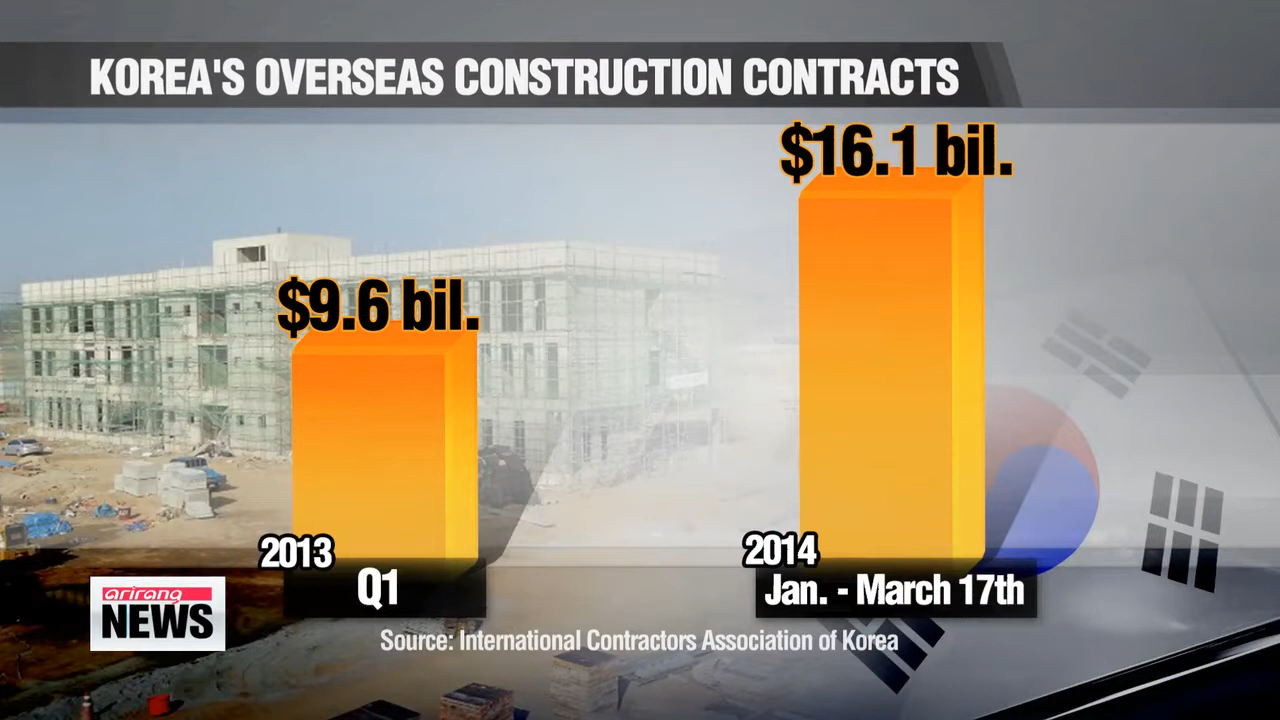 KOREA'S OVERSEAS CONSTRUCTION CONTRACTS
$16.1 bil.
$9.6 bil.
2013
Q1
2014
Jan. - March 17th
arirang
NEWS
Source: International Contractors Association of Korea